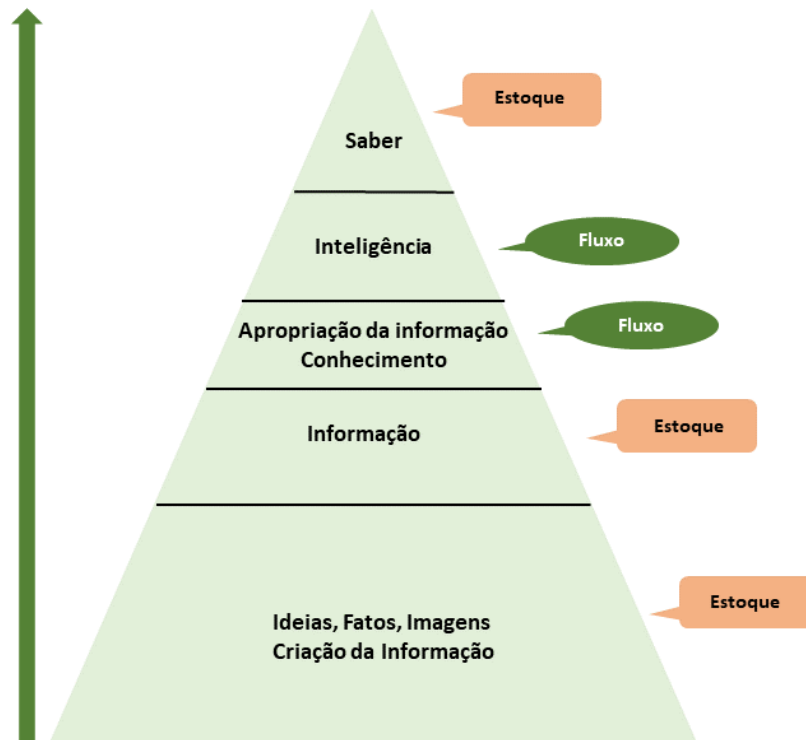 Estoque
Saber
Inteligência
Fluxo
Apropriação da informação
Conhecimento
Fluxo
Informação
Estoque
Ideias, Fatos, Imagens
Criação da Informação
Estoque